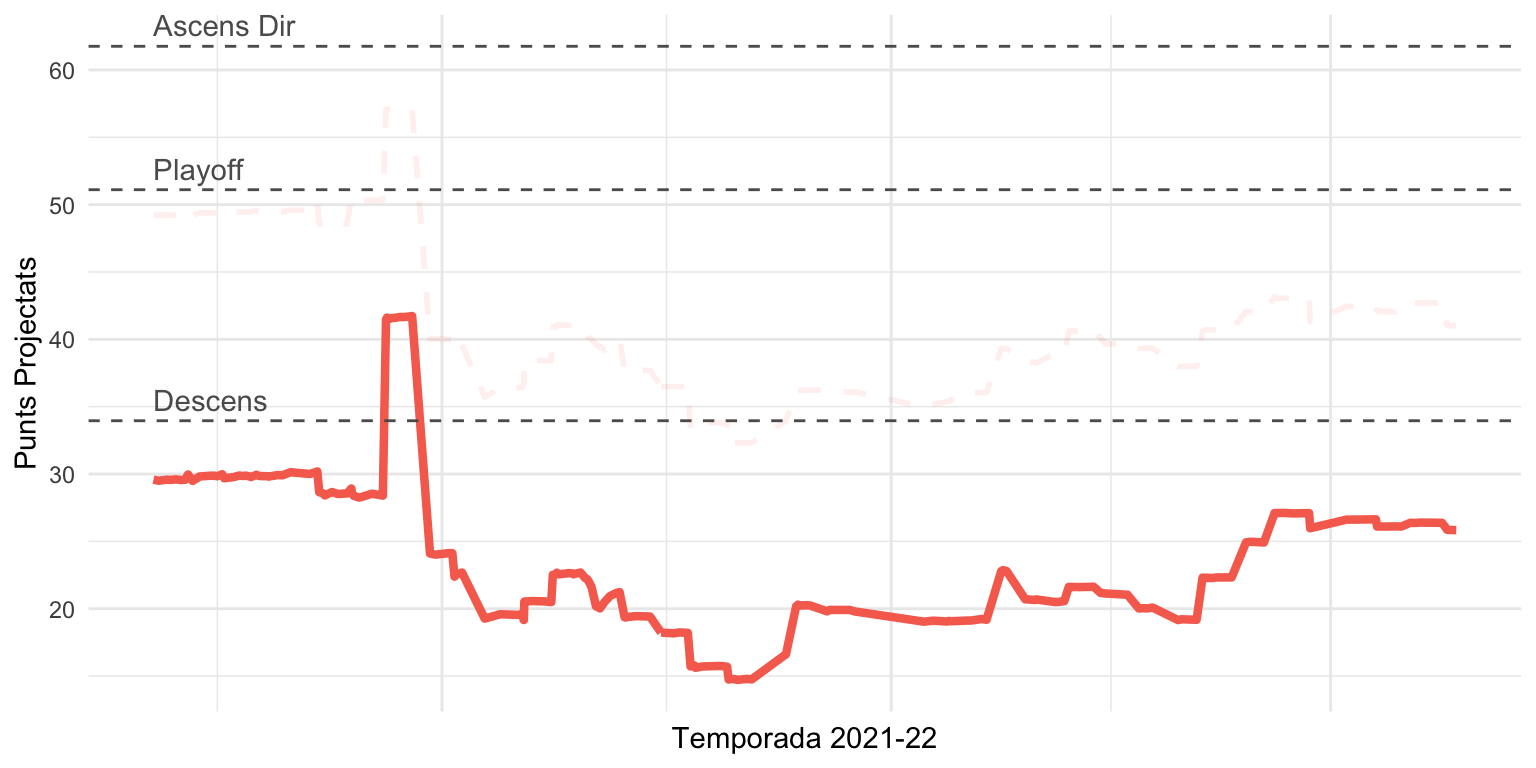 Ascens Dir
60
Playoff
50
40
Descens
30
20
Punts Projectats
Temporada 2021-22